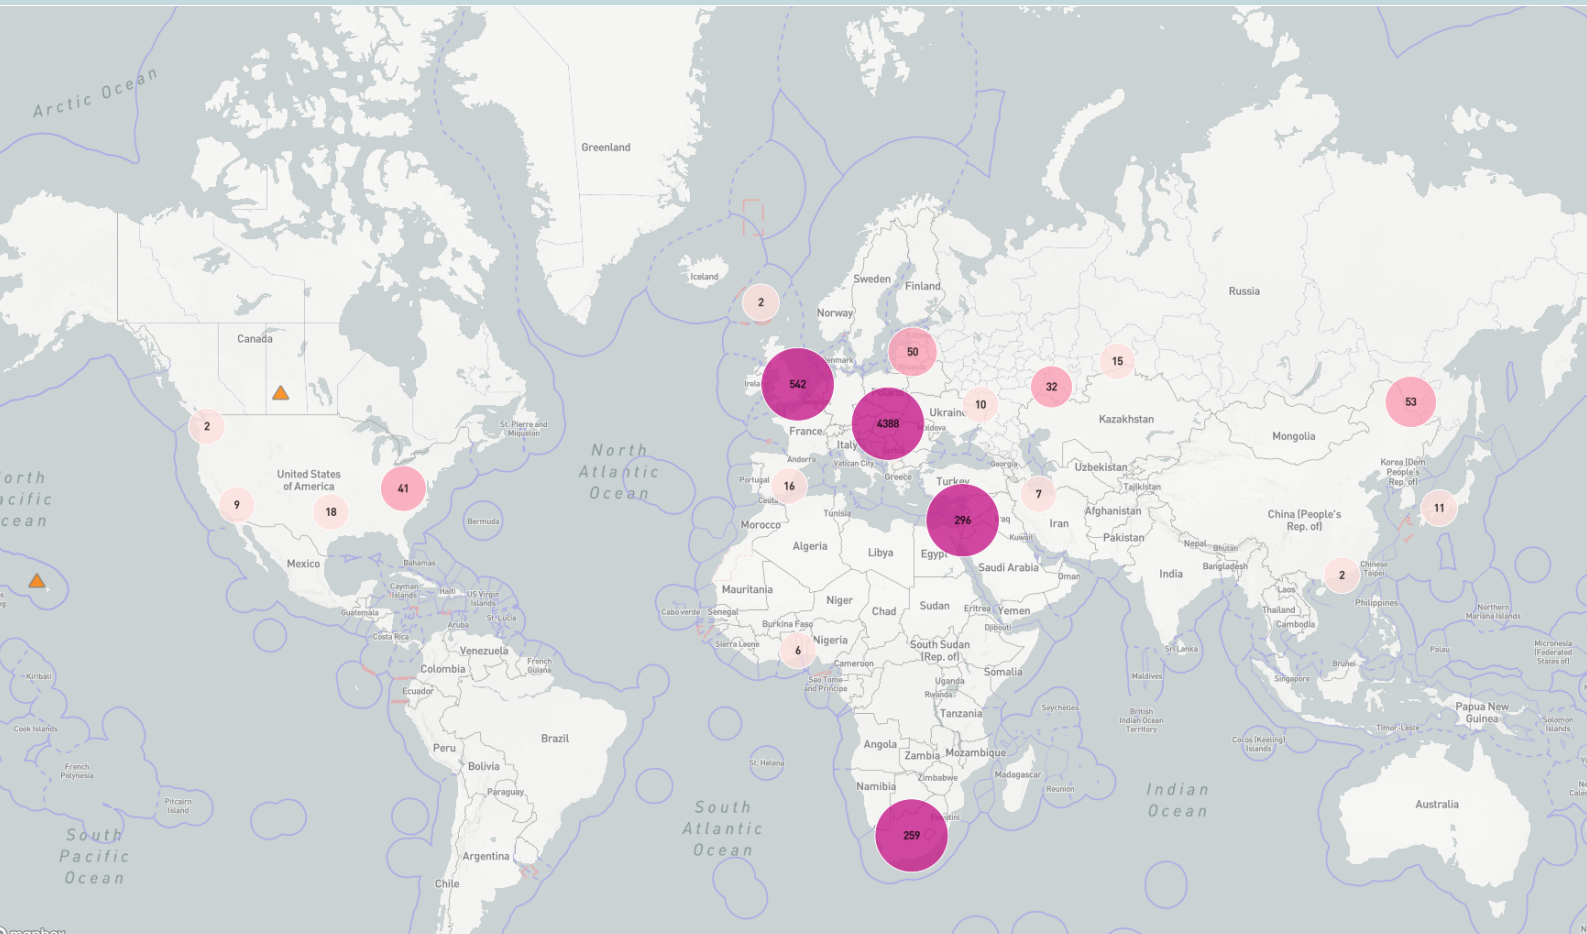 Arctic Ocean
Greenland
Iceland
Sweden
Finland
Norway
Russia
Canada
2
50
542
15
32
53
10
4388
Poland
Ukraine
Kazakhstan
Mongolia
France
Italy
Moldova
Serbia
2
St. Pierre and
Miquelon
North
Atlantic
Ocean
Andorra
Vatican City
Georgia
Uzbekistan
Tajikistan
Korea (Dem
People's
Rep. of)
United States
of America
41
9
18
Portugal
16
Ceuta
Greece
Turkey
7
11
Afghanistan
China (People's
Rep. of)
Bermuda
Morocco
Tunisia
296
Iran
Kuwait
Pakistan
Nepal
Bhutan
Bangladesh
Algeria
Libya
Egypt
Saudi Arabia
Oman
India
2
Chinese
Taipei
Mexico
Bahamas
Cayman
Islands
Haiti
US Virgin
Islands
St. Lucia
Guatemala
Aruba
Costa Rica
Mauritania
Niger
Chad
Sudan
Eritrea
Yemen
Djibouti
Laos
Thailand
Cambodia
Philippines
Northern
Mariana Islands
Cabo verde
Senegal
Burkina Faso
Sierra Leone
6
Nigeria
South Sudan
(Rep. of)
Cameroon
Somalia
Sri Lanka
Maldives
Palau
Micronesia
(Federated
States of)
Venezuela
Colombia
French
Guiana
Ecuador
Sao Tome
and Principe
Uganda
Rwanda
Tanzania
Seychelles
British
Indian Ocean
Territory
Singapore
Brunei
Papua New
Guinea
Solomon
Islands
Timor-Leste
Cocos (Keeling)
Islands
Kiribati
Cook Islands
French
Polynesia
Pitcairn
Island
Peru
Brazil
Bolivia
Paraguay
St. Helena
Angola
Zambia
Mozambique
Zimbabwe
Namibia
Madagascar
Reunion
Indian
Ocean
Australia
South
Pacific
Ocean
South
Atlantic
Ocean
259
Argentina
Chile
mapbox